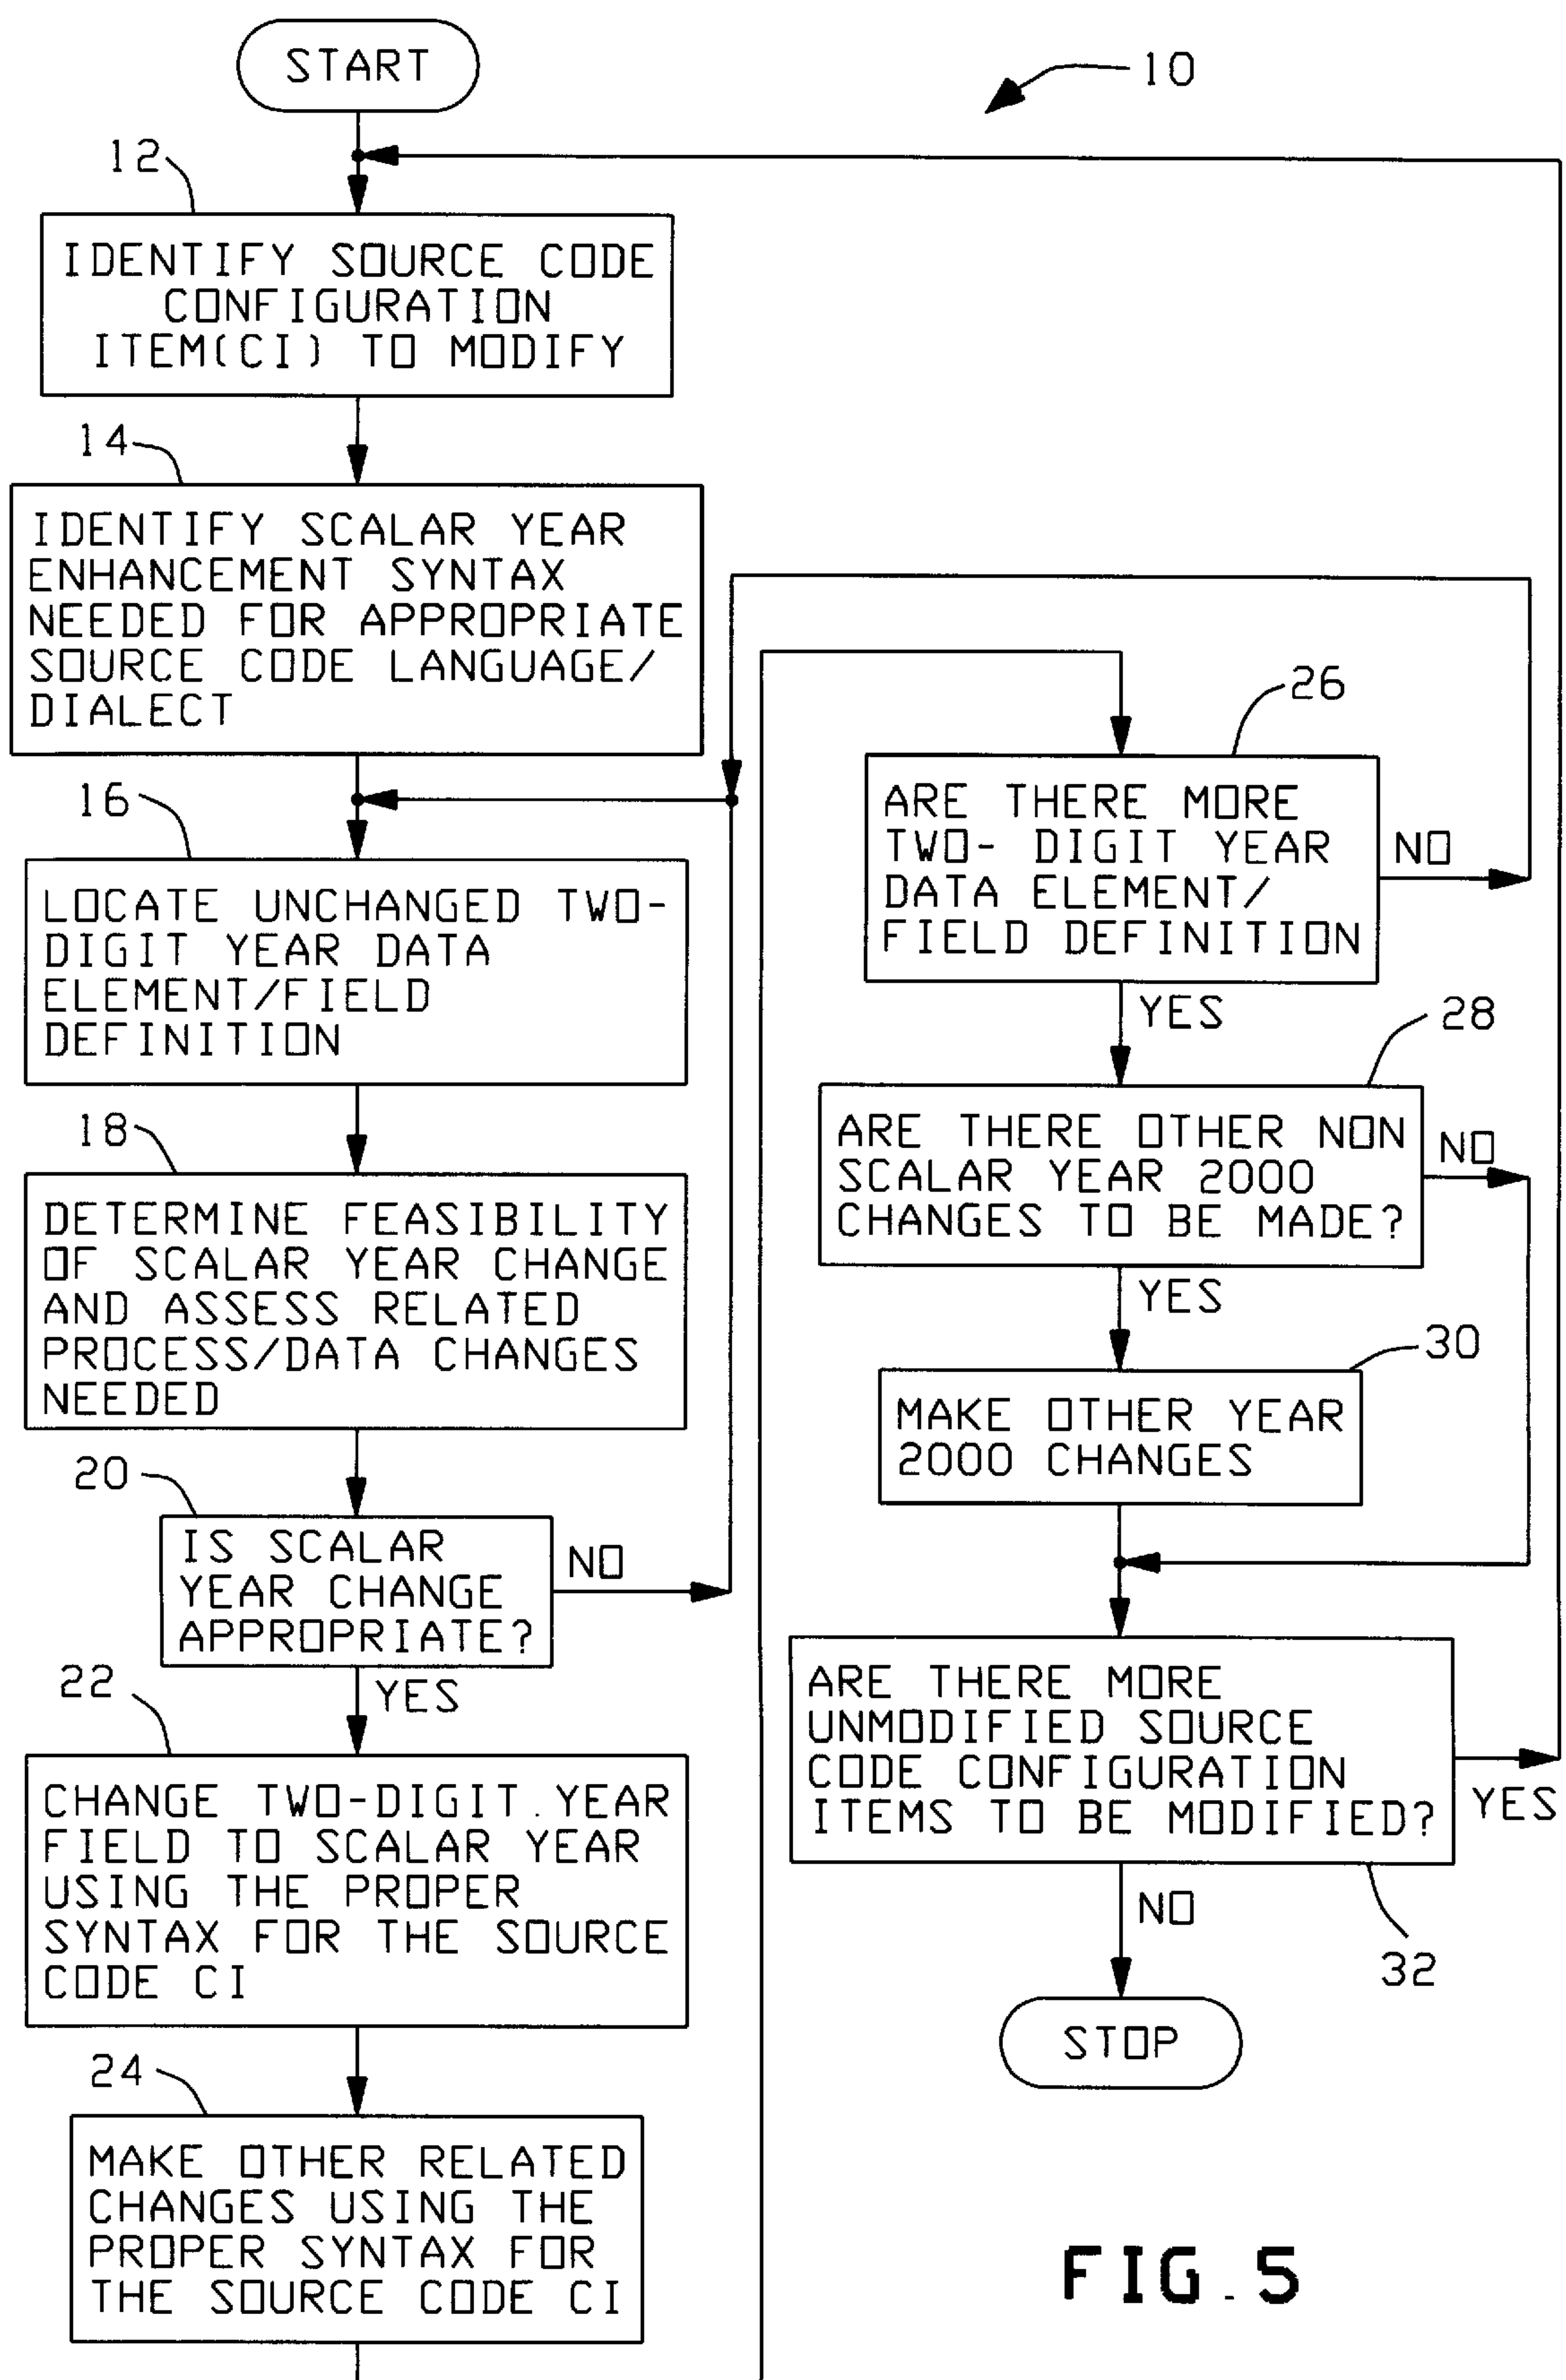 START
10
12
IDENTIFY SOURCE CODE
CONFIGURATION
ITEM(CI) TO MODIFY
14
IDENTIFY SCALAR YEAR
ENHANCEMENT SYNTAX
NEEDED FOR APPROPRIATE
SOURCE CODE LANGUAGE/
DIALECT
16
LOCATE UNCHANGED TWO-
DIGIT YEAR DATA
ELEMENT/FIELD
DEFINITION
18
DETERMINE FEASIBILITY
OF SCALAR YEAR CHANGE
AND ASSESS RELATED
PROCESS/DATA CHANGES
NEEDED
20
IS SCALAR
YEAR CHANGE
APPROPRIATE?
NO
YES
22
CHANGE TWO-DIGIT.YEAR
FIELD TO SCALAR YEAR
USING THE PROPER
SYNTAX FOR THE SOURCE
CODE CI
24
MAKE OTHER RELATED
CHANGES USING THE
PROPER SYNTAX FOR
THE SOURCE CODE CI
26
ARE THERE MORE
TWO- DIGIT YEAR
DATA ELEMENT/
FIELD DEFINITION
NO
YES
28
ARE THERE OTHER NON
SCALAR YEAR 2000
CHANGES TO BE MADE?
NO
YES
30
MAKE OTHER YEAR
2000 CHANGES
ARE THERE MORE
UNMODIFIED SOURCE
CODE CONFIGURATION
ITEMS TO BE MODIFIED?
YES
NO
32
STOP
FIG.5